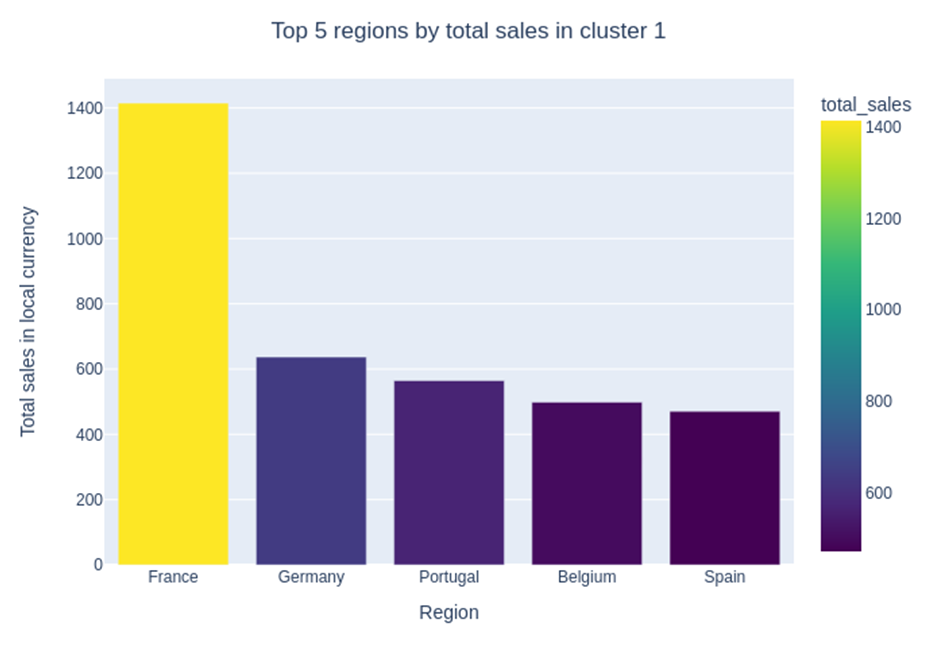 Top 5 regions by total sales in cluster 1
Total sales in local currency
1400
1200
1000
800
600
400
200
0
France
Germany
Portugal
Belgium
Spain
Region
total_sales
1400
1200
1000
800
600